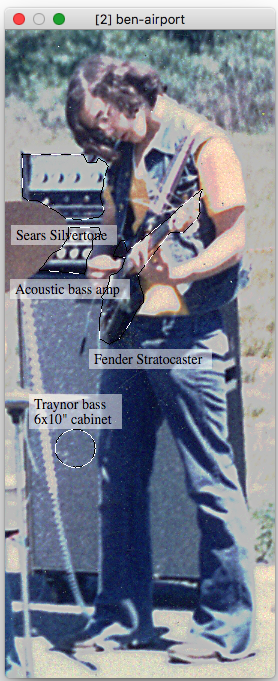 [2] ben-airport
Sears Silvertone
Acoustic bass amp
Fender Stratocaster
Traynor bass
6x10" cabinet